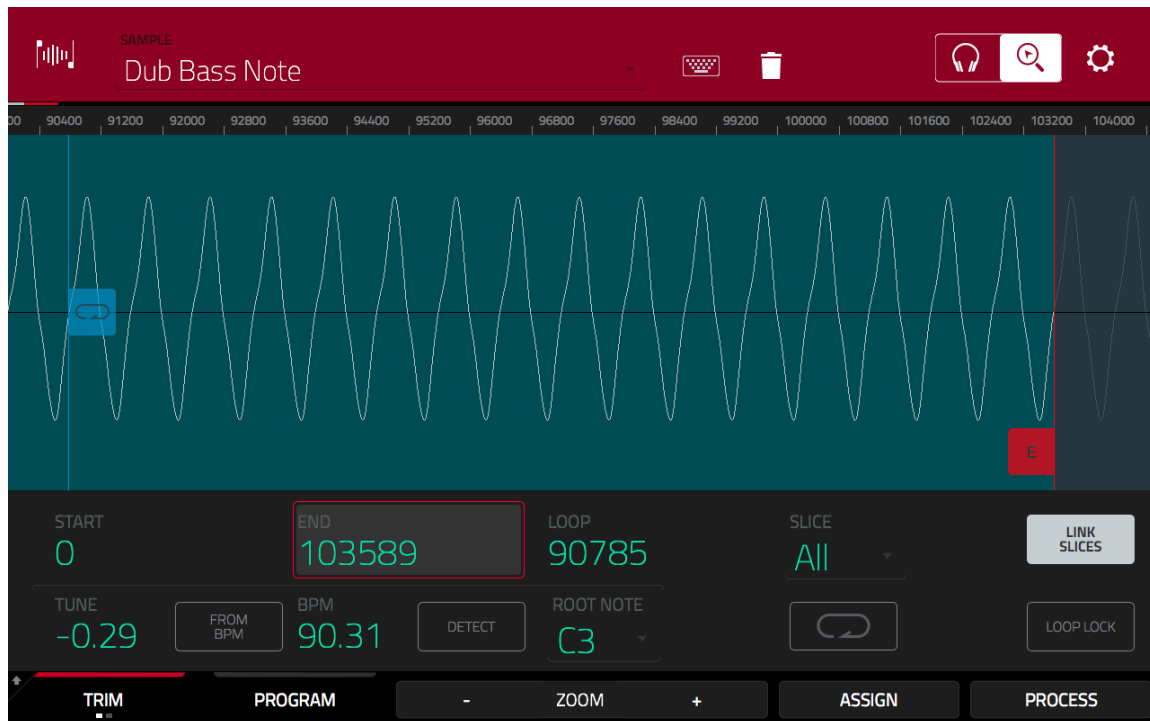 SAMPLE
Dub Bass Note
00 90400 91200 92000 92800 93600 94400 95200 96000 96800 97600 98400 99200 100000 100800 101600 102400 103200 104000
E
START END LOOP SLICE LINK SLICES
0 103589 90785 All
TUNE FROM BPM BPM DETECT ROOT NOTE LOOP LOCK
-0.29 90.31 C3
TRIM PROGRAM - ZOOM + ASSIGN PROCESS